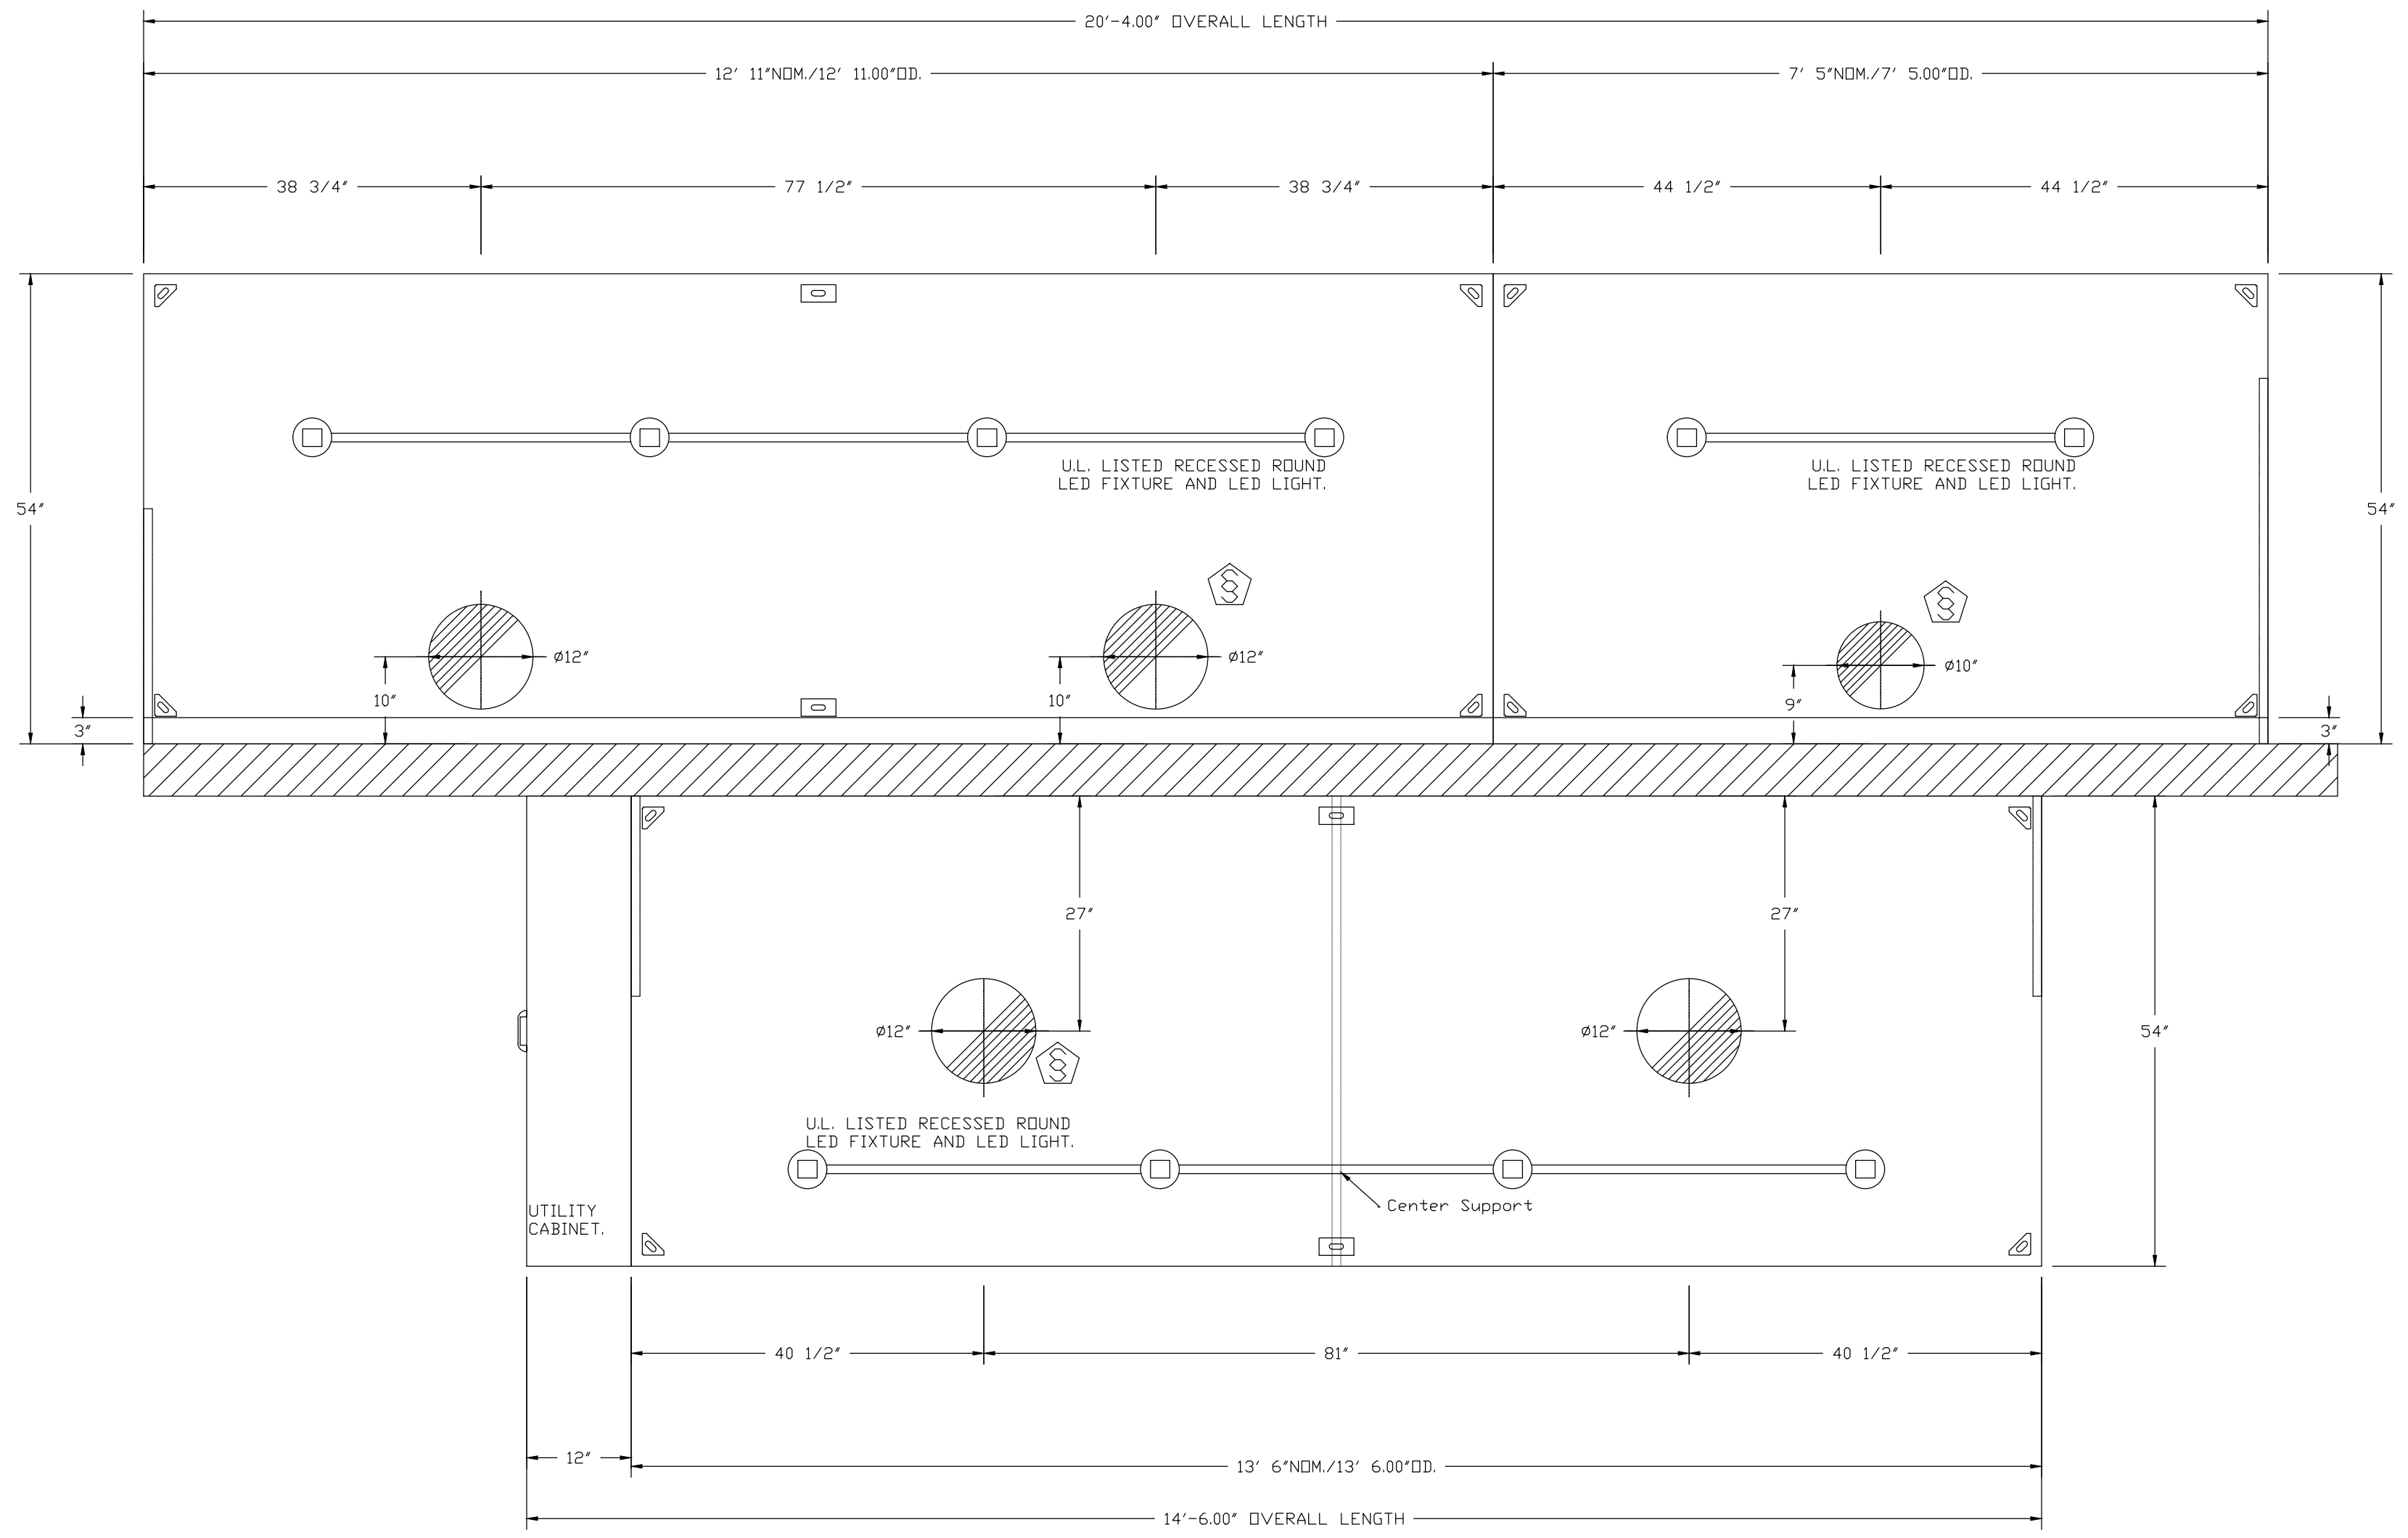 20'-4.00" OVERALL LENGTH
12' 11"NOM./12' 11.00"OD.
7' 5"NOM./7' 5.00"OD.
38 3/4"
77 1/2"
38 3/4"
44 1/2"
44 1/2"
U.L. LISTED RECESSED ROUND
LED FIXTURE AND LED LIGHT.
U.L. LISTED RECESSED ROUND
LED FIXTURE AND LED LIGHT.
54"
54"
ø12"
ø12"
ø10"
10"
10"
9"
3"
3"
27"
27"
ø12"
ø12"
54"
U.L. LISTED RECESSED ROUND
LED FIXTURE AND LED LIGHT.
Center Support
UTILITY
CABINET.
40 1/2"
81"
40 1/2"
12"
13' 6"NOM./13' 6.00"OD.
14'-6.00" OVERALL LENGTH